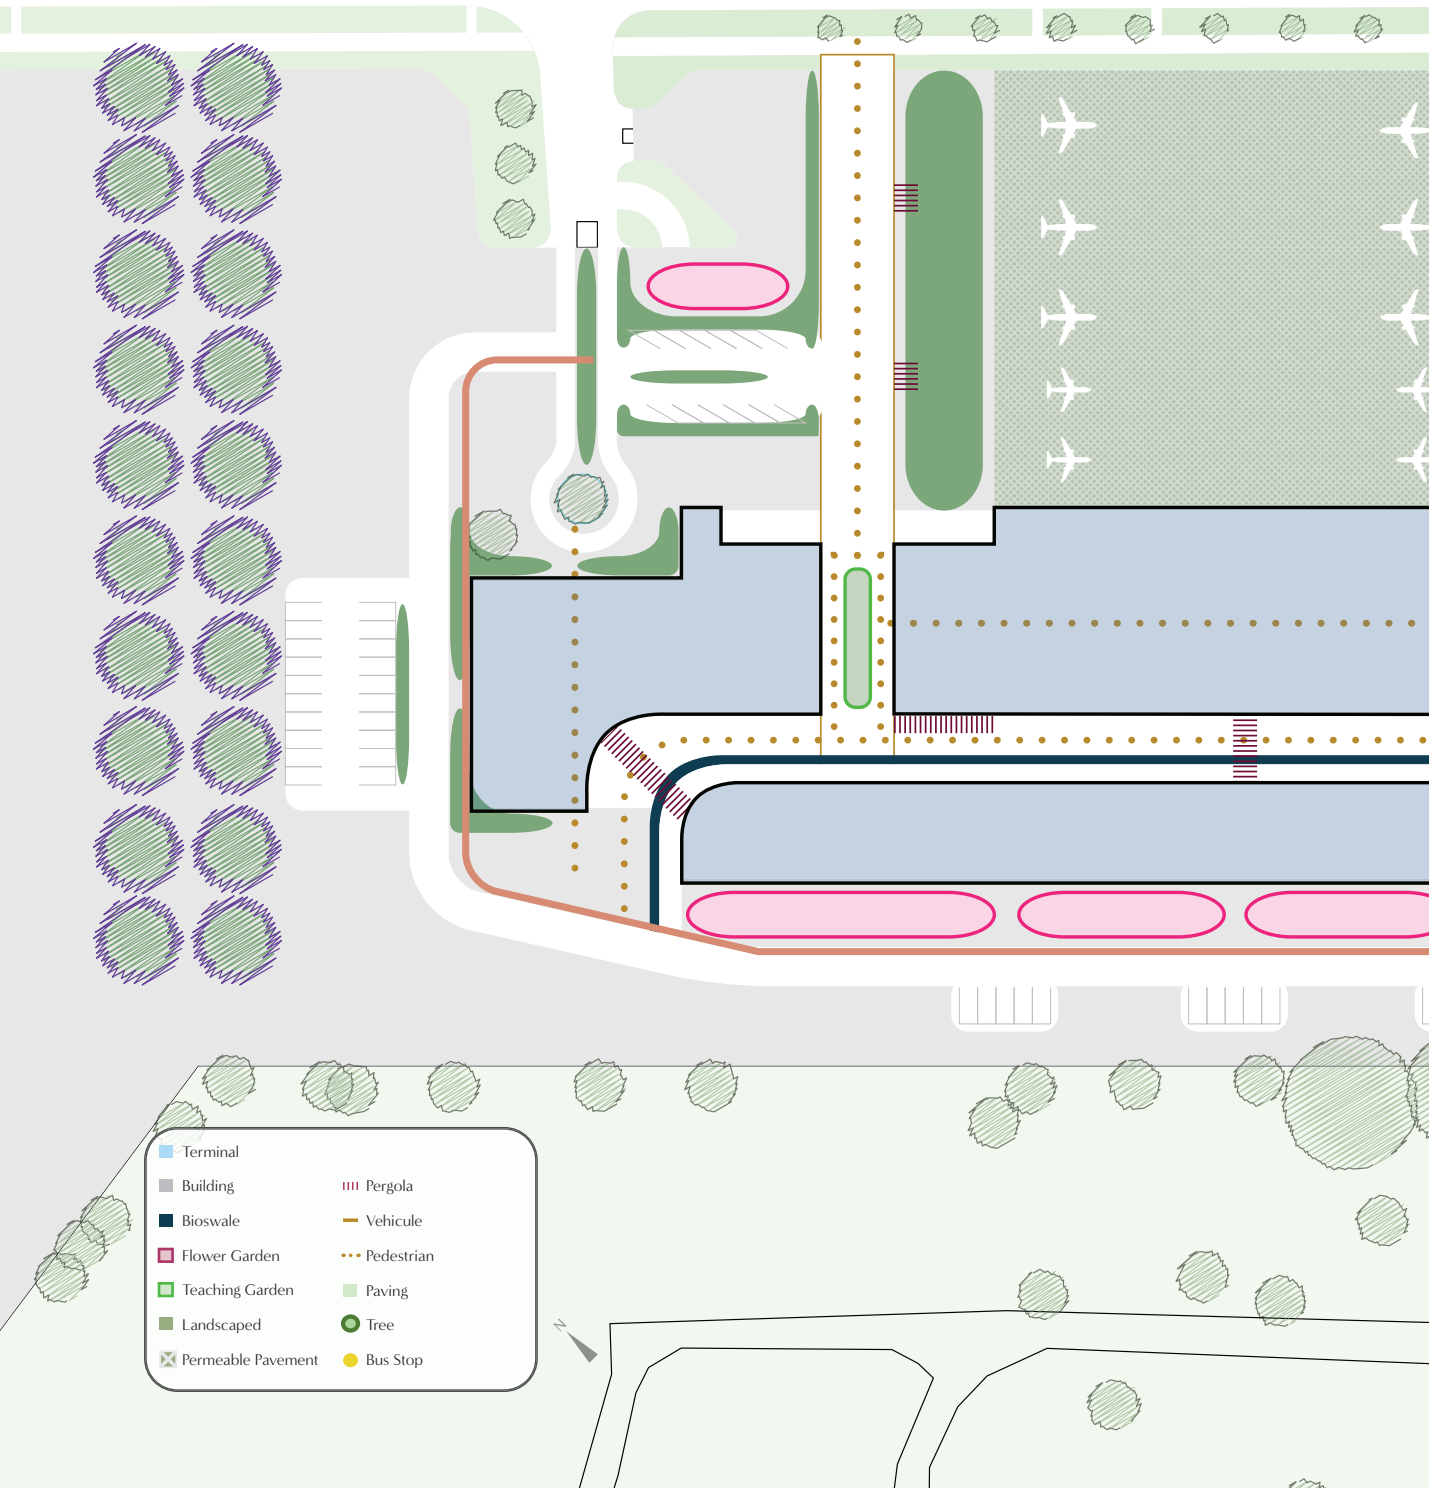 Terminal
Building
Bioswale
Flower Garden
Teaching Garden
Landscaped
Permeable Pavement
Pergola
Vehicule
Pedestrian
Paving
Tree
Bus Stop
N